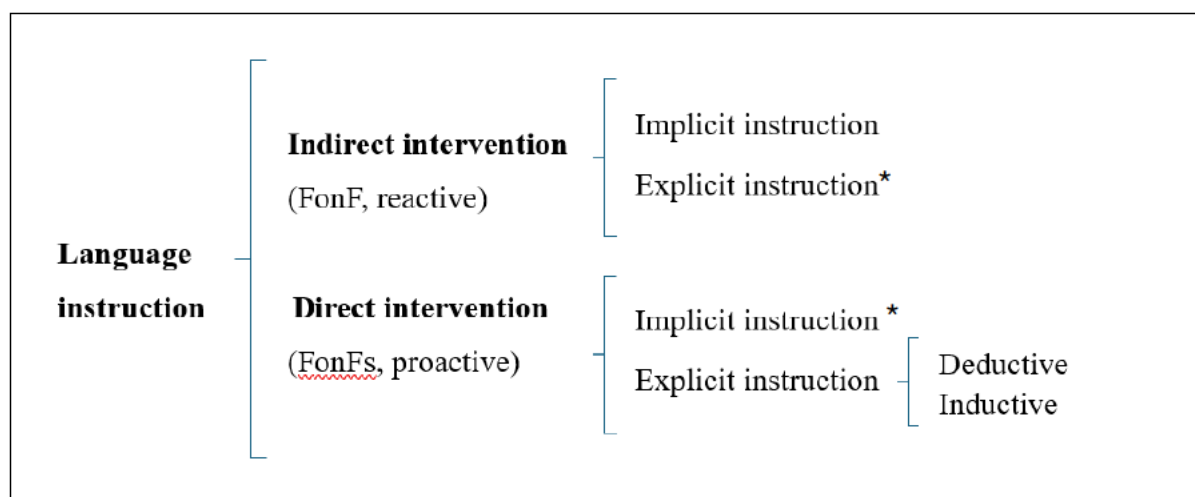 Language
instruction
Indirect intervention
(FonF, reactive)
Implicit instruction
Explicit instruction*
Direct intervention
(FonFs, proactive)
Implicit instruction *
Explicit instruction
Deductive
Inductive